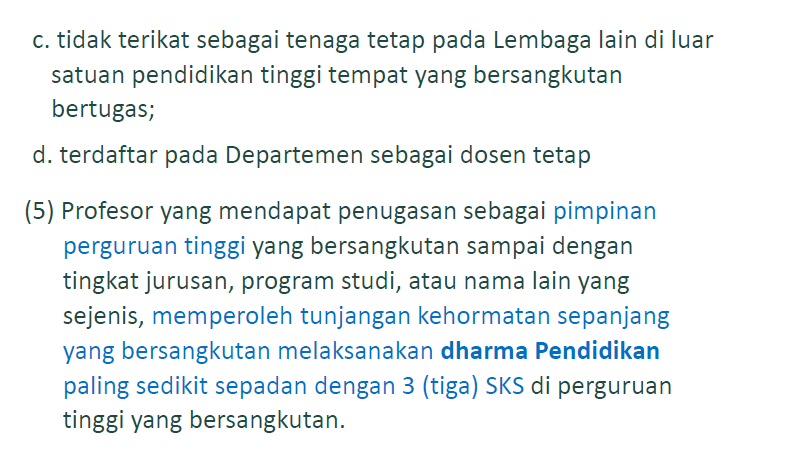 c. tidak terikat sebagai tenaga tetap pada Lembaga lain di luar
satuan pendidikan tinggi tempat yang bersangkutan
bertugas;
d. terdaftar pada Departemen sebagai dosen tetap
(5) Profesor yang mendapat penugasan sebagai pimpinan
perguruan tinggi yang bersangkutan sampai dengan
tingkat jurusan, program studi, atau nama lain yang
sejenis, memperoleh tunjangan kehormatan sepanjang
yang bersangkutan melaksanakan dharma Pendidikan
paling sedikit sepadan dengan 3 (tiga) SKS di perguruan
tinggi yang bersangkutan.